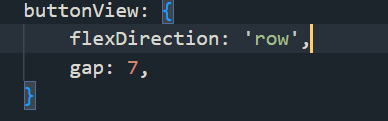 buttonView: {
flexDirection: 'row',
gap: 7,
}